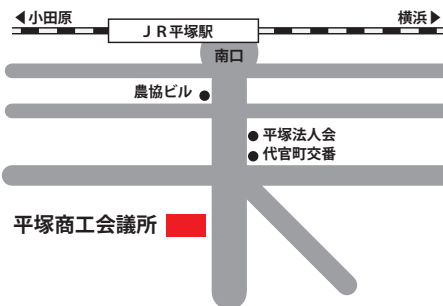 ◀小田原
横浜▶
ＪＲ平塚駅
南口
農協ビル
平塚法人会
代官町交番
平塚商工会議所